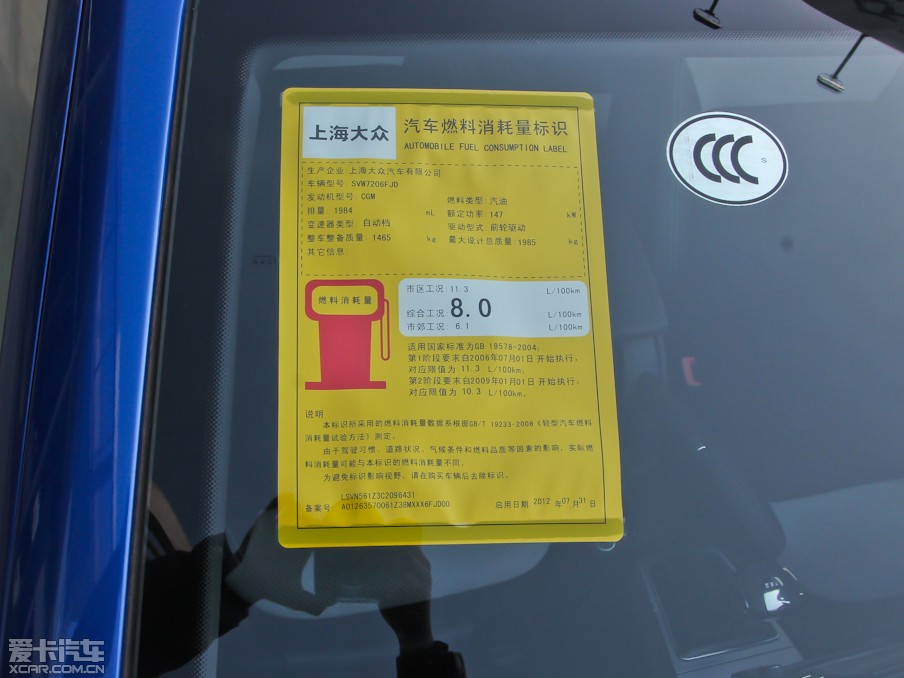 上海大众
汽车燃料消耗量标识
AUTOMOBILE FUEL CONSUMPTION LABEL
生产企业:上海大众汽车有限公司
车辆型号: SVW7206FJD
发动机型号: CGM 燃料类型: 汽油
排量: 1984 mL 额定功率: 147 kW
变速器类型: 自动档 驱动型式: 前轮驱动
整车整备质量: 1465 kg 最大设计总质量: 1985 kg
其它信息:
燃料消耗量
市区工况: 11.3 L/100km
综合工况: 8.0 L/100km
市郊工况: 6.1 L/100km
适用国家标准为GB 19578-2004,
第1阶段要求自2006年07月01日 开始执行,
对应限值为 11.3 L/100km,
第2阶段要求自2009年01月01日 开始执行,
对应限值为 10.3 L/100km.
说明
本标识所采用的燃料消耗量数据系根据GB/T 19233-2008《轻型汽车燃料
消耗量试验方法》测定。
由于驾驶习惯、道路状况、气候条件和燃料品质等因素的影响,实际燃
料消耗量可能与本标识的燃料消耗量不同。
为避免标识影响视野,请在购买车辆后去除标识。
LSVN561Z3C2096431
备案号: A01263570061Z38MXXX6FJD00 启用日期 2012 年07月31日
CCC S
爱卡汽车
XCAR.COM.CN